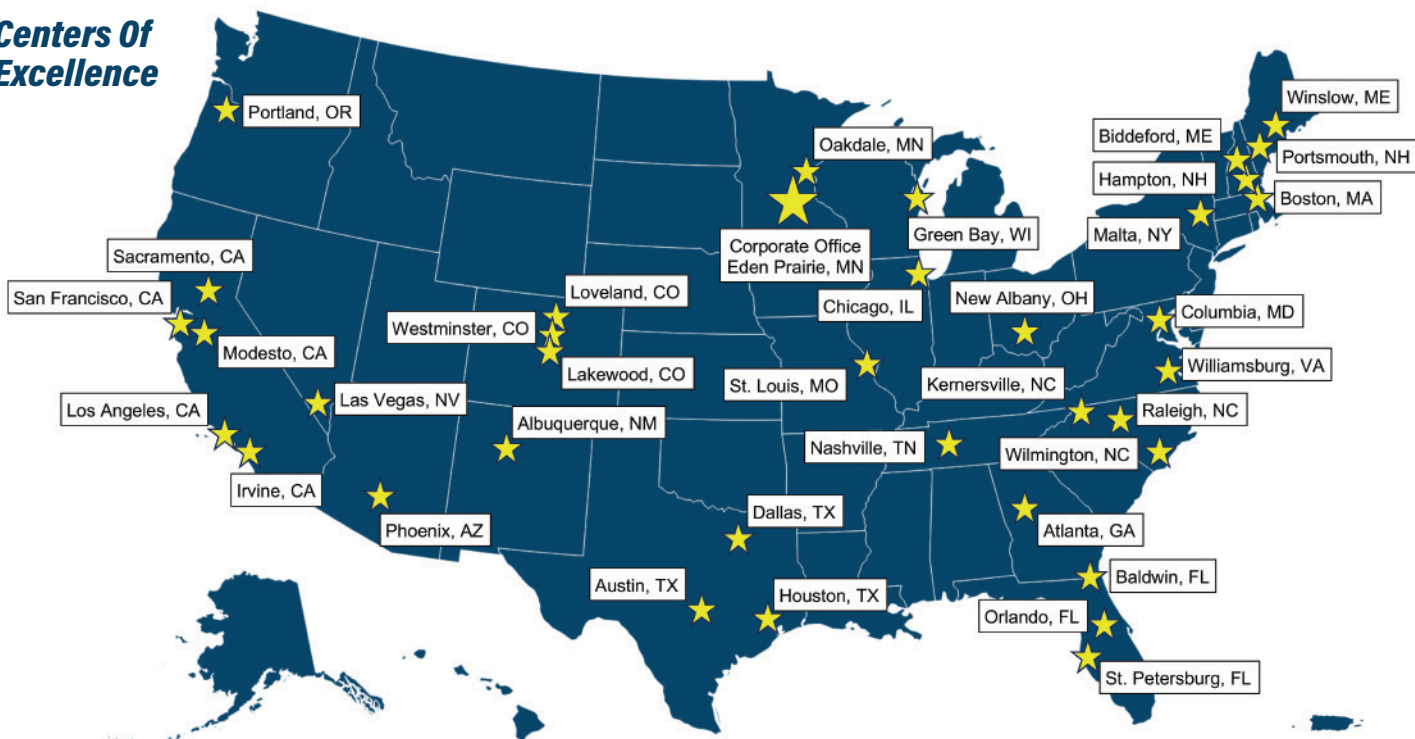 Centers Of
Excellence
Portland, OR
Winslow, ME
Biddeford, ME
Oakdale, MN
Portsmouth, NH
Hampton, NH
Boston, MA
Malta, NY
Green Bay, WI
Corporate Office
Eden Prairie, MN
Sacramento, CA
San Francisco, CA
Loveland, CO
Chicago, IL
New Albany, OH
Columbia, MD
Westminster, CO
Modesto, CA
Lakewood, CO
St. Louis, MO
Kernersville, NC
Williamsburg, VA
Los Angeles, CA
Las Vegas, NV
Albuquerque, NM
Raleigh, NC
Nashville, TN
Wilmington, NC
Irvine, CA
Phoenix, AZ
Dallas, TX
Atlanta, GA
Austin, TX
Houston, TX
Baldwin, FL
Orlando, FL
St. Petersburg, FL